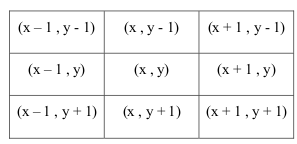 (x – 1 , y - 1) (x , y - 1) (x + 1 , y - 1)
(x – 1 , y) (x , y) (x + 1 , y)
(x – 1 , y + 1) (x , y + 1) (x + 1 , y + 1)